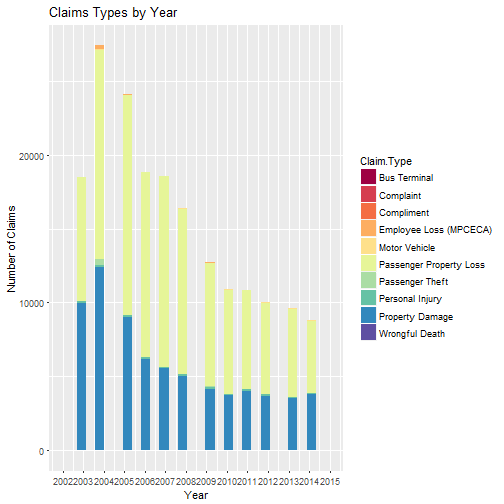 Claims Types by Year
Number of Claims
20000
10000
0
2002 2003 2004 2005 2006 2007 2008 2009 2010 2011 2012 2013 2014 2015
Year
Claim.Type
Bus Terminal
Complaint
Compliment
Employee Loss (MPCECA)
Motor Vehicle
Passenger Property Loss
Passenger Theft
Personal Injury
Property Damage
Wrongful Death